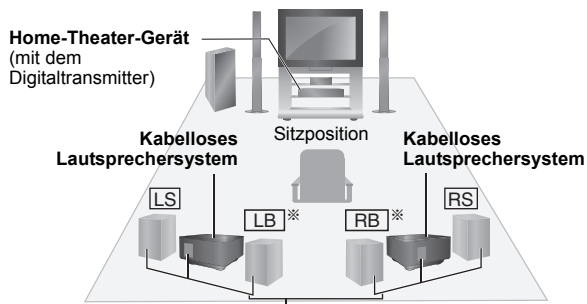 Home-Theater-Gerät
(mit dem
Digitaltransmitter)
Sitzposition
Kabelloses
Lautsprechersystem
Kabelloses
Lautsprechersystem
LS
LB ※
RB ※
RS